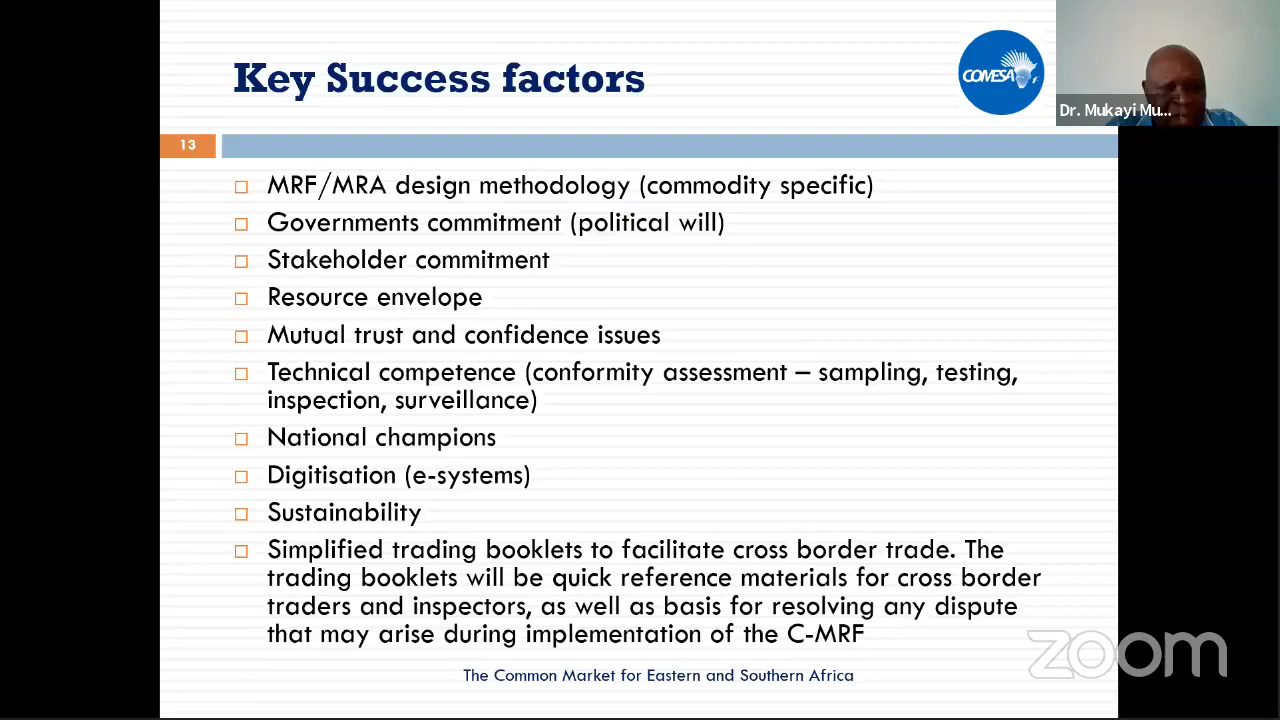 Key Success factors
COMESA
Dr. Mukayi Mu...
13
MRF/MRA design methodology (commodity specific)
Governments commitment (political will)
Stakeholder commitment
Resource envelope
Mutual trust and confidence issues
Technical competence (conformity assessment – sampling, testing,
inspection, surveillance)
National champions
Digitisation (e-systems)
Sustainability
Simplified trading booklets to facilitate cross border trade. The
trading booklets will be quick reference materials for cross border
traders and inspectors, as well as basis for resolving any dispute
that may arise during implementation of the C-MRF
The Common Market for Eastern and Southern Africa
zoom